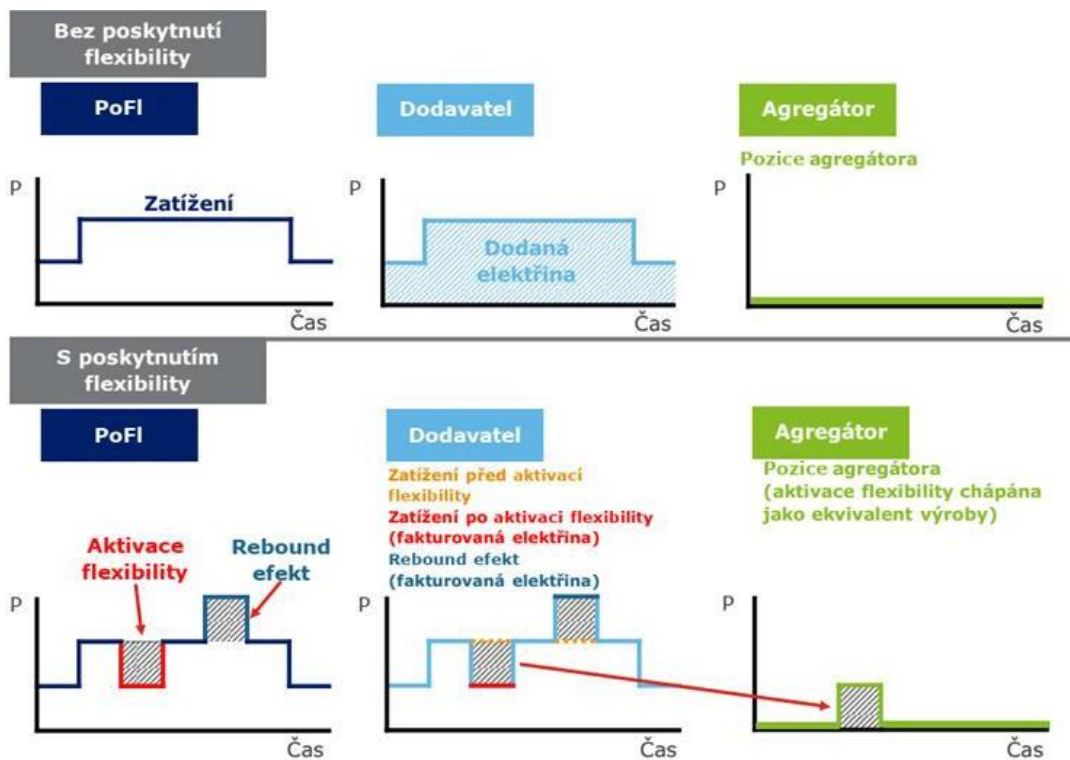 Bez poskytnutí
flexibility
PoFl
Dodavatel
Agregátor
Pozice agregátora
P
Zatížení
Čas
P
Dodaná
elektřina
Čas
P
Čas
S poskytnutím
flexibility
PoFl
Dodavatel
Agregátor
Zatížení před aktivací
flexibility
Zatížení po aktivaci flexibility
(fakturovaná elektřina)
Rebound efekt
(fakturovaná elektřina)
Pozice agregátora
(aktivace flexibility chápána
jako ekvivalent výroby)
Aktivace
flexibility
Rebound
efekt
P
Čas
P
Čas
P
Čas